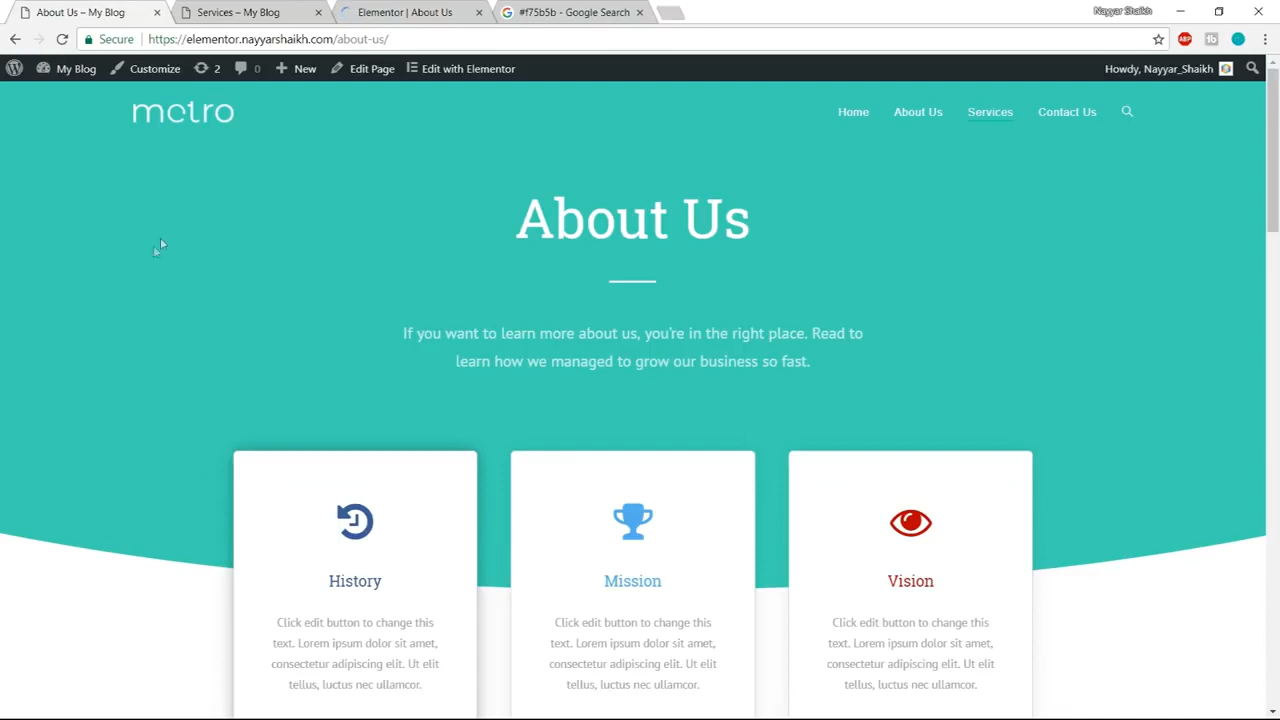 About Us – My Blog
Services – My Blog
Elementor | About Us
#f75b5b - Google Search
Nayyar Shaikh
Secure
https://elementor.nayyarshaikh.com/about-us/
My Blog
Customize
2
0
New
Edit Page
Edit with Elementor
Howdy, Nayyar_Shaikh
metro
Home
About Us
Services
Contact Us
About Us
If you want to learn more about us, you're in the right place. Read to
learn how we managed to grow our business so fast.
History
Click edit button to change this
text. Lorem ipsum dolor sit amet,
consectetur adipiscing elit. Ut elit
tellus, luctus nec ullamcor.
Mission
Click edit button to change this
text. Lorem ipsum dolor sit amet,
consectetur adipiscing elit. Ut elit
tellus, luctus nec ullamcor.
Vision
Click edit button to change this
text. Lorem ipsum dolor sit amet,
consectetur adipiscing elit. Ut elit
tellus, luctus nec ullamcor.